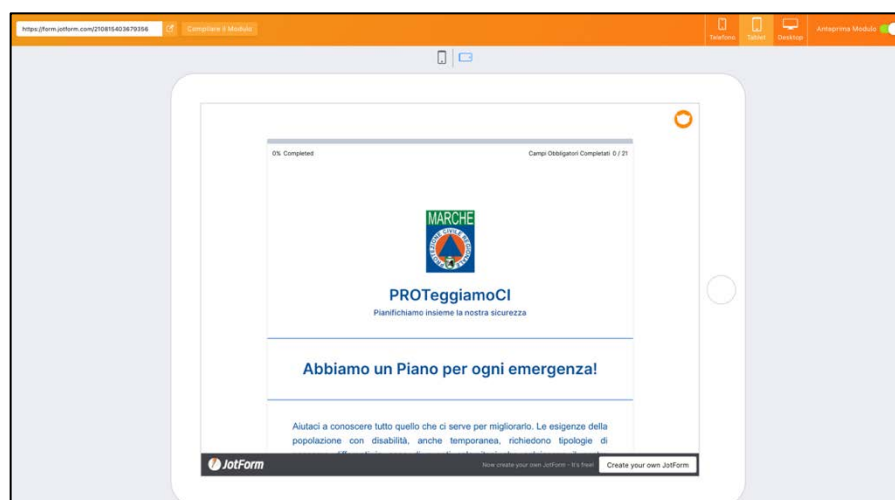 https://form.jotform.com/210815403679356
Compilare il Modulo
Telefono
Tablet
Desktop
Anteprima Modulo
0% Completed
Campi Obbligatori Completati 0 / 21
MARCHE
PROTEZIONE CIVILE REGIONALE
PROTeggiamoCI
Pianifichiamo insieme la nostra sicurezza
Abbiamo un Piano per ogni emergenza!
Aiutaci a conoscere tutto quello che ci serve per migliorarlo. Le esigenze della
popolazione con disabilità, anche temporanea, richiedono tipologie di
JotForm
Now create your own JotForm - It's free!
Create your own JotForm